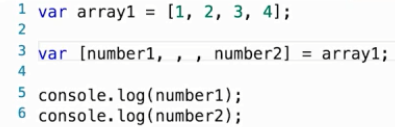 1 var array1 = [1, 2, 3, 4];
2
3 var [number1, , , number2] = array1;
4
5 console.log(number1);
6 console.log(number2);